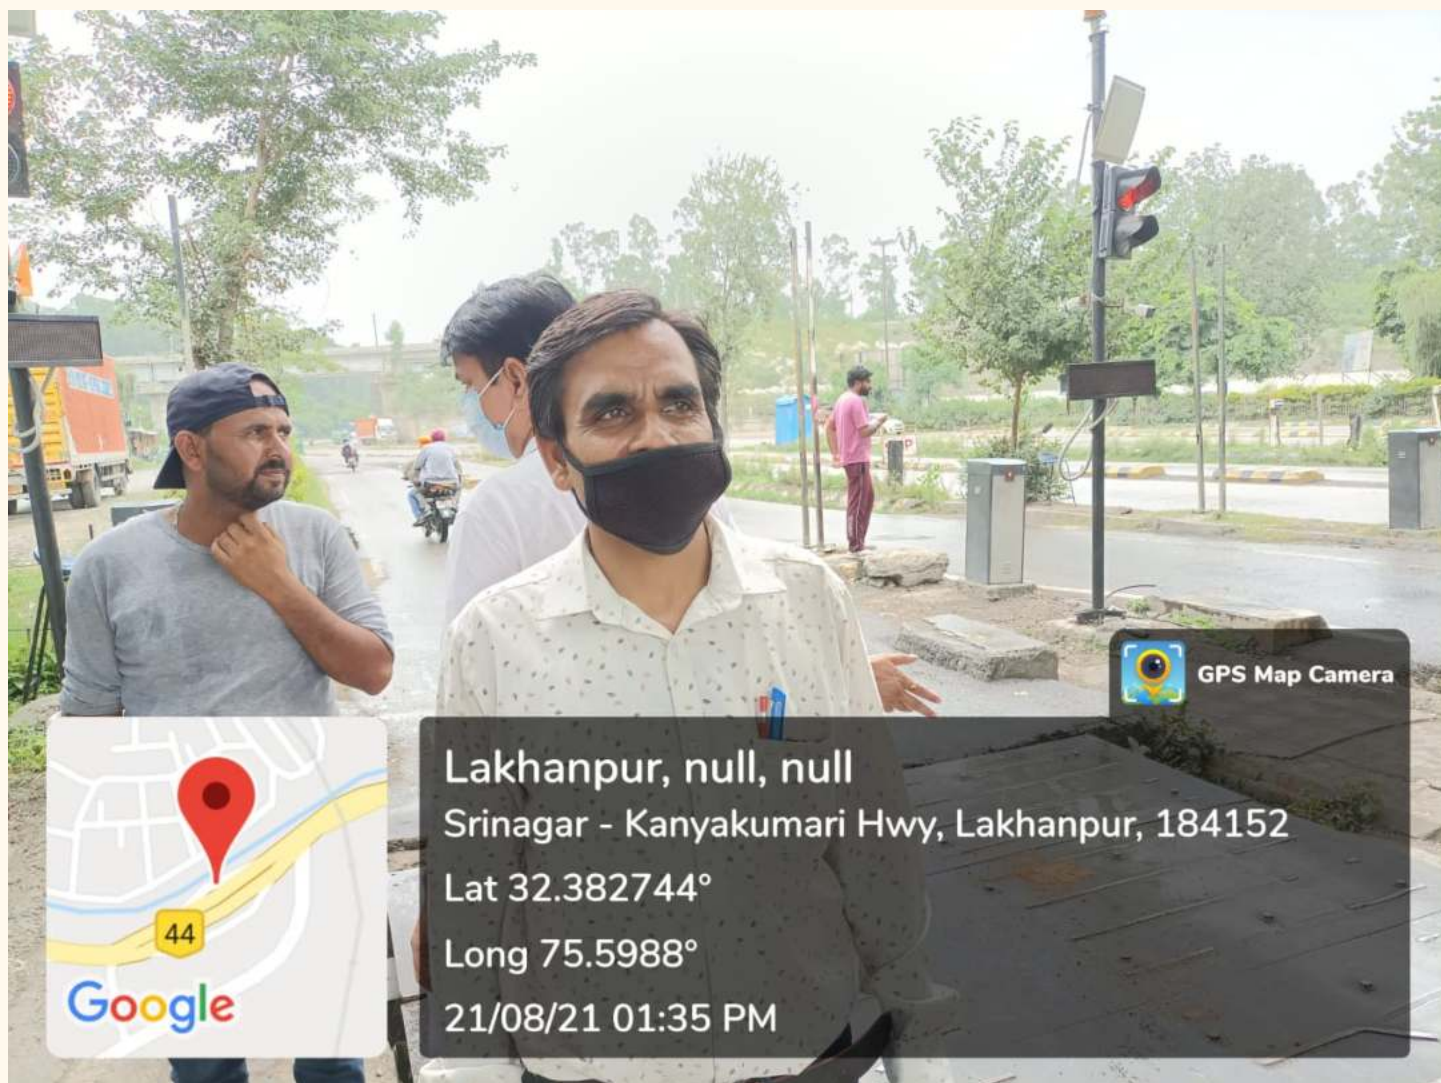 GPS Map Camera
Lakhanpur, null, null
Srinagar - Kanyakumari Hwy, Lakhanpur, 184152
Lat 32.382744°
Long 75.5988°
21/08/21 01:35 PM
44
Google